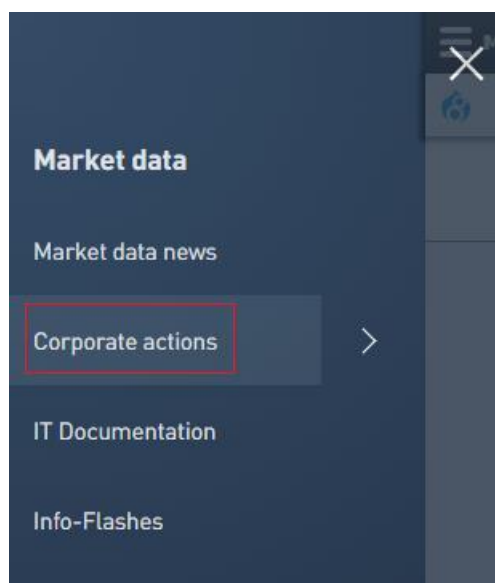 Market data
Market data news
Corporate actions
IT Documentation
Info-Flashes